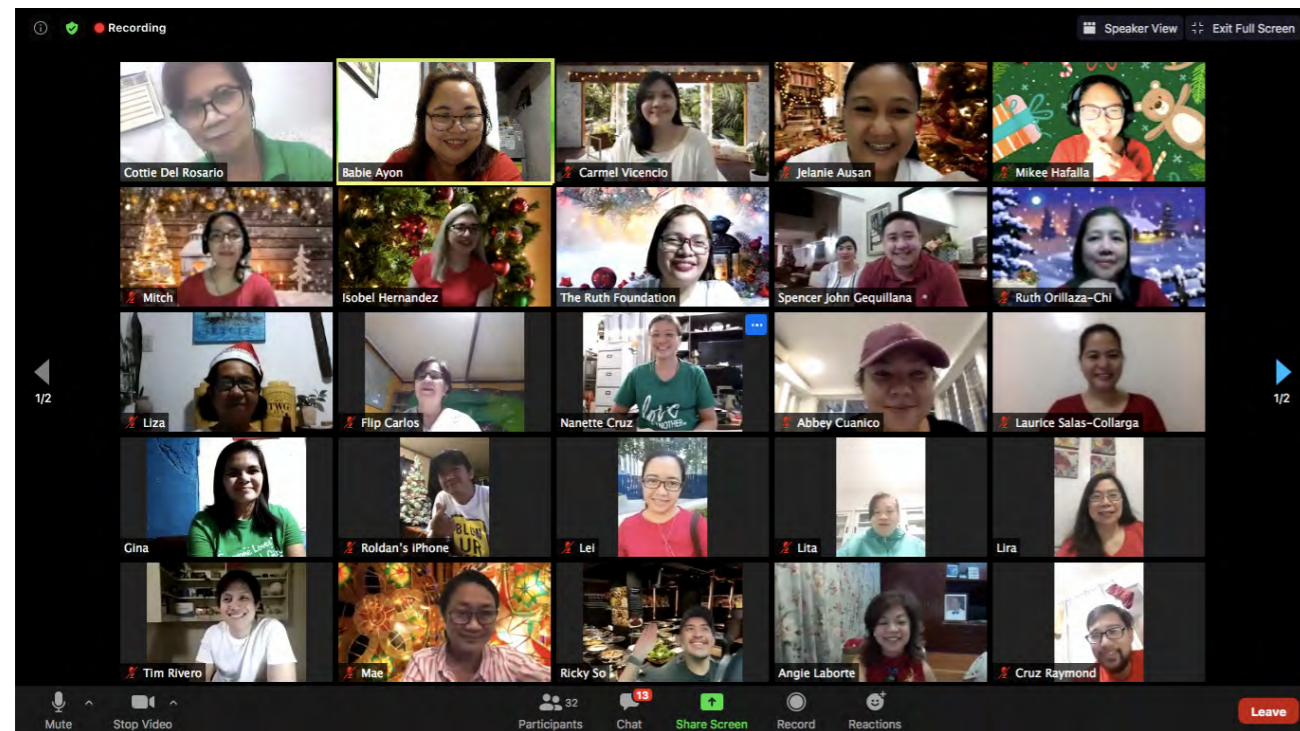 Recording
Speaker View
Exit Full Screen
Cottie Del Rosario
Babie Ayon
Carmel Vicencio
Jelanie Ausan
Mikee Hafalla
Mitch
Isobel Hernandez
The Ruth Foundation
Spencer John Gequillana
Ruth Orillaza-Chi
TWG
Liza
Flip Carlos
love
NOTHER
Nanette Cruz
Abbey Cuanico
Laurice Salas-Collarga
1/2
1/2
Gina
Roldan's iPhone
Lei
Lita
Lira
Tim Rivero
Mae
Ricky So
Angie Laborte
Cruz Raymond
Mute
Stop Video
Participants
32
Chat
13
Share Screen
Record
Reactions
Leave